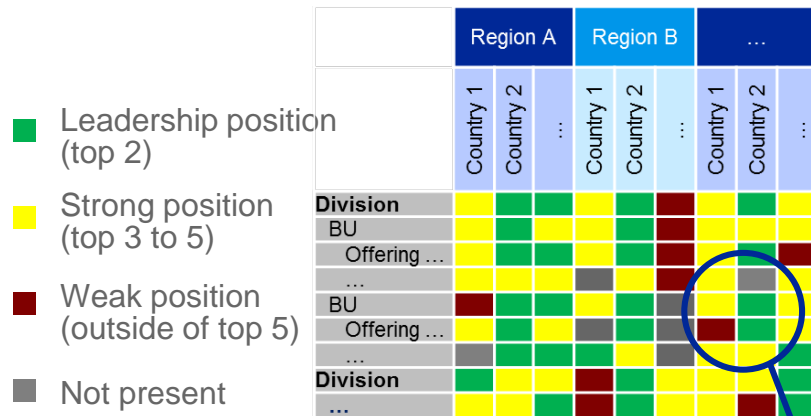 Region A Region B ...
Country 1 Country 2 ... Country 1 Country 2 ... Country 1 Country 2 ...
Leadership position
(top 2)
Strong position
(top 3 to 5)
Weak position
(outside of top 5)
Not present
Division
BU
Offering ...
...
BU
Offering ...
...
Division
...